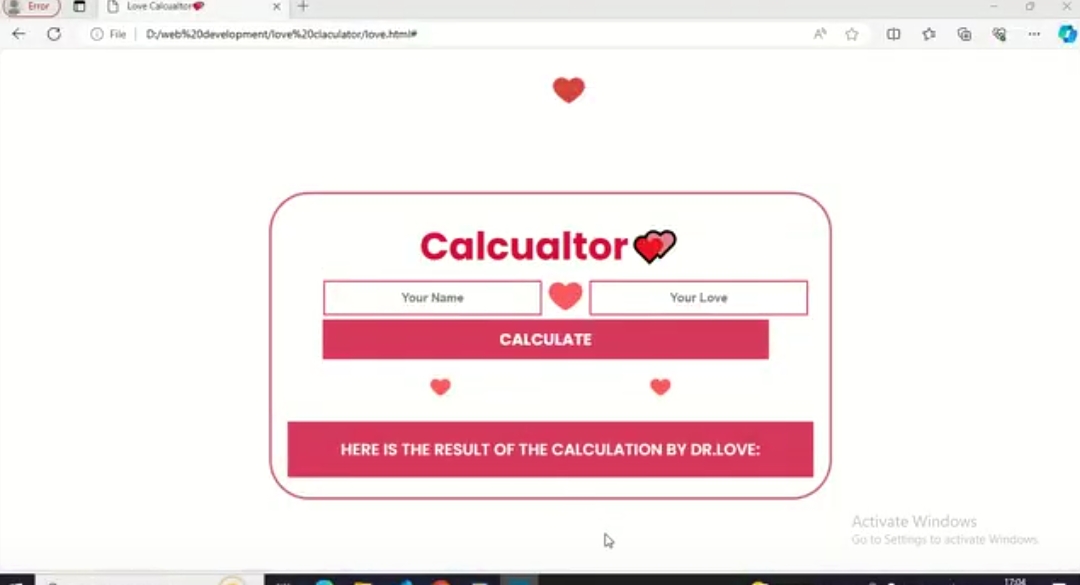 Error
Love Calcualtor
File
D:/web%20development/love%20claculator/love.html#
Calcualtor
Your Name
Your Love
CALCULATE
HERE IS THE RESULT OF THE CALCULATION BY DR.LOVE:
Activate Windows
Go to Settings to activate Windows.
17:04